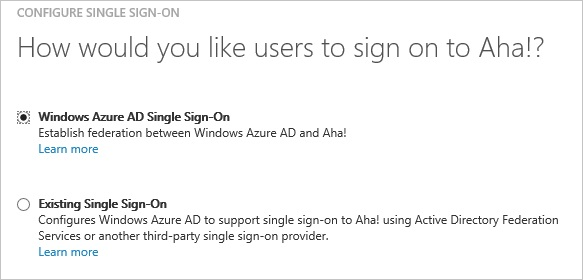 CONFIGURE SINGLE SIGN-ON
How would you like users to sign on to Aha!?
Windows Azure AD Single Sign-On
Establish federation between Windows Azure AD and Aha!
Learn more
Existing Single Sign-On
Configures Windows Azure AD to support single sign-on to Aha! using Active Directory Federation
Services or another third-party single sign-on provider.
Learn more